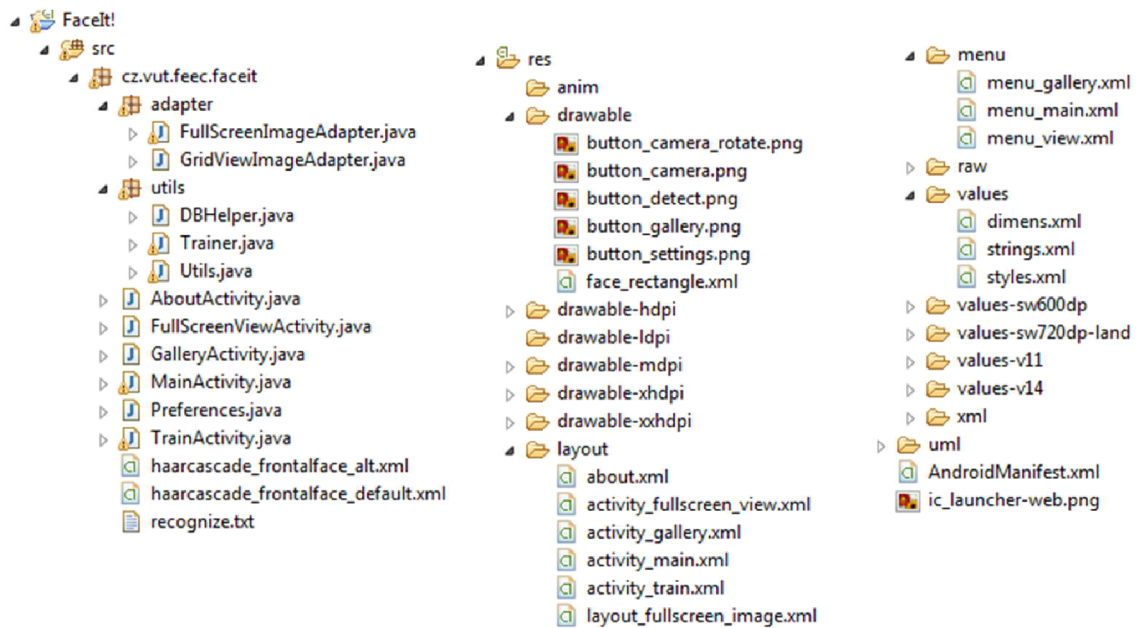 FaceIt!
src
cz.vut.feec.faceit
adapter
FullScreenImageAdapter.java
GridViewImageAdapter.java
utils
DBHelper.java
Trainer.java
Utils.java
AboutActivity.java
FullScreenViewActivity.java
GalleryActivity.java
MainActivity.java
Preferences.java
TrainActivity.java
haarcascade_frontalface_alt.xml
haarcascade_frontalface_default.xml
recognize.txt
res
anim
drawable
button_camera_rotate.png
button_camera.png
button_detect.png
button_gallery.png
button_settings.png
face_rectangle.xml
drawable-hdpi
drawable-ldpi
drawable-mdpi
drawable-xhdpi
drawable-xxhdpi
layout
about.xml
activity_fullscreen_view.xml
activity_gallery.xml
activity_main.xml
activity_train.xml
layout_fullscreen_image.xml
menu
menu_gallery.xml
menu_main.xml
menu_view.xml
raw
values
dimens.xml
strings.xml
styles.xml
values-sw600dp
values-sw720dp-land
values-v11
values-v14
xml
uml
AndroidManifest.xml
ic_launcher-web.png